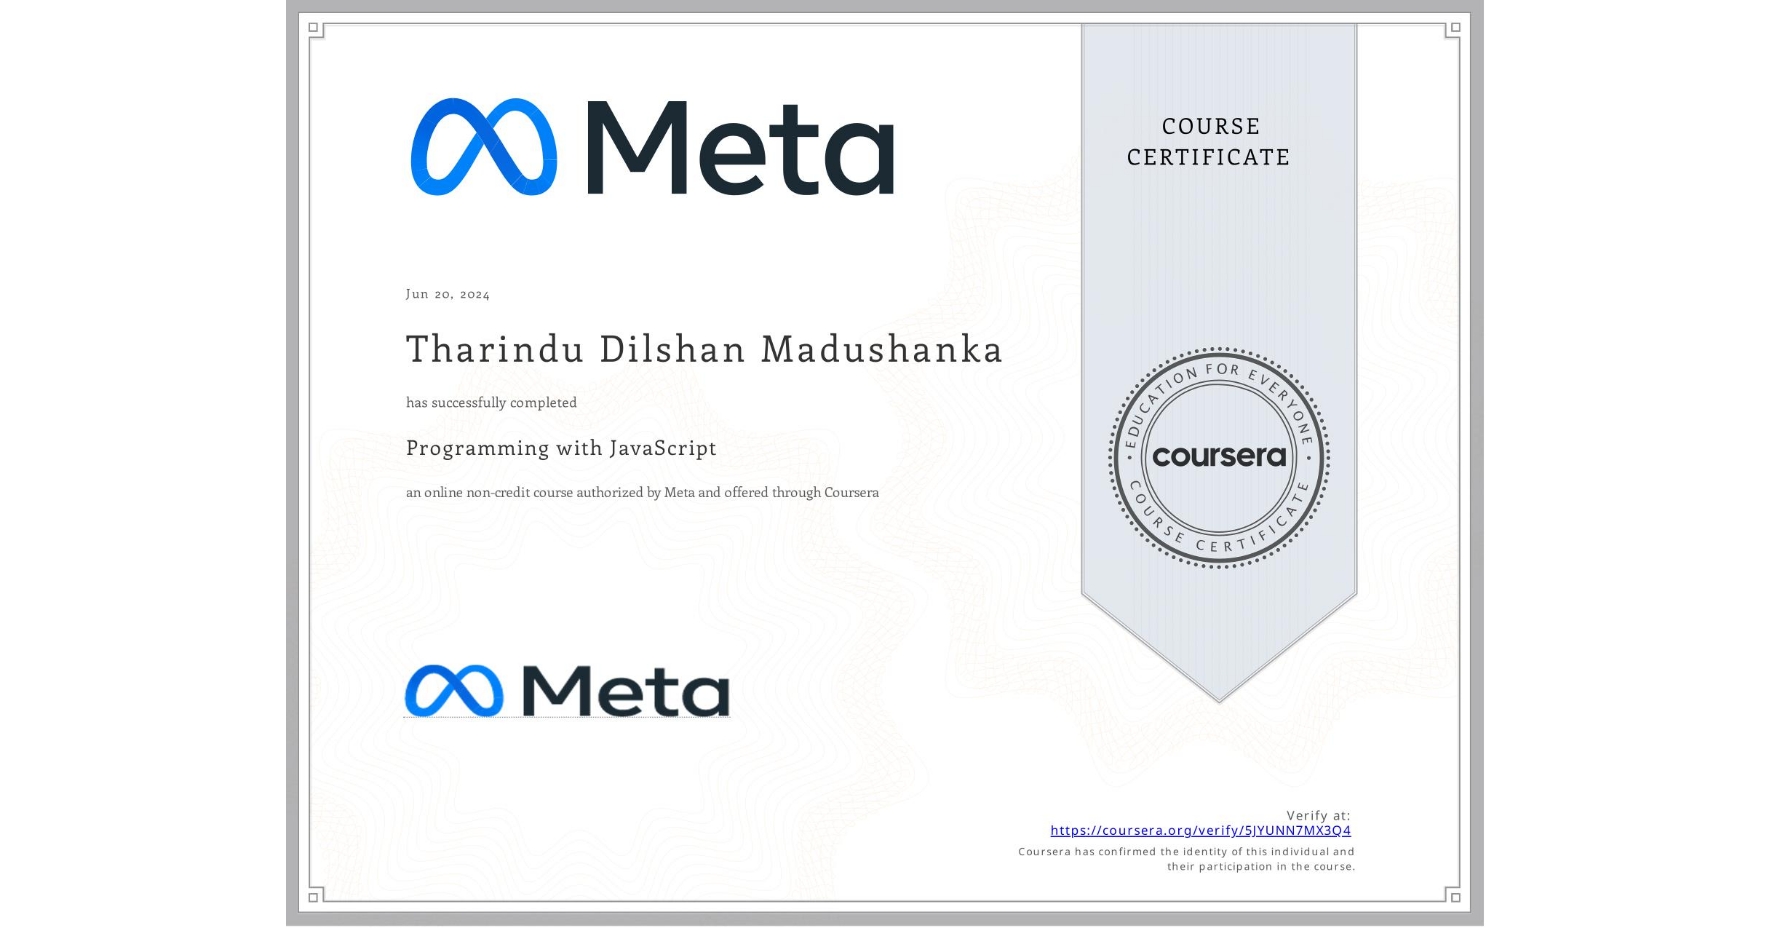 Meta
COURSE
CERTIFICATE
Jun 20, 2024
Tharindu Dilshan Madushanka
has successfully completed
Programming with JavaScript
an online non-credit course authorized by Meta and offered through Coursera
EDUCATION FOR EVERYONE
coursera
COURSE CERTIFICATE
Meta
Verify at:
https://coursera.org/verify/5JYUNN7MX3Q4
Coursera has confirmed the identity of this individual and
their participation in the course.